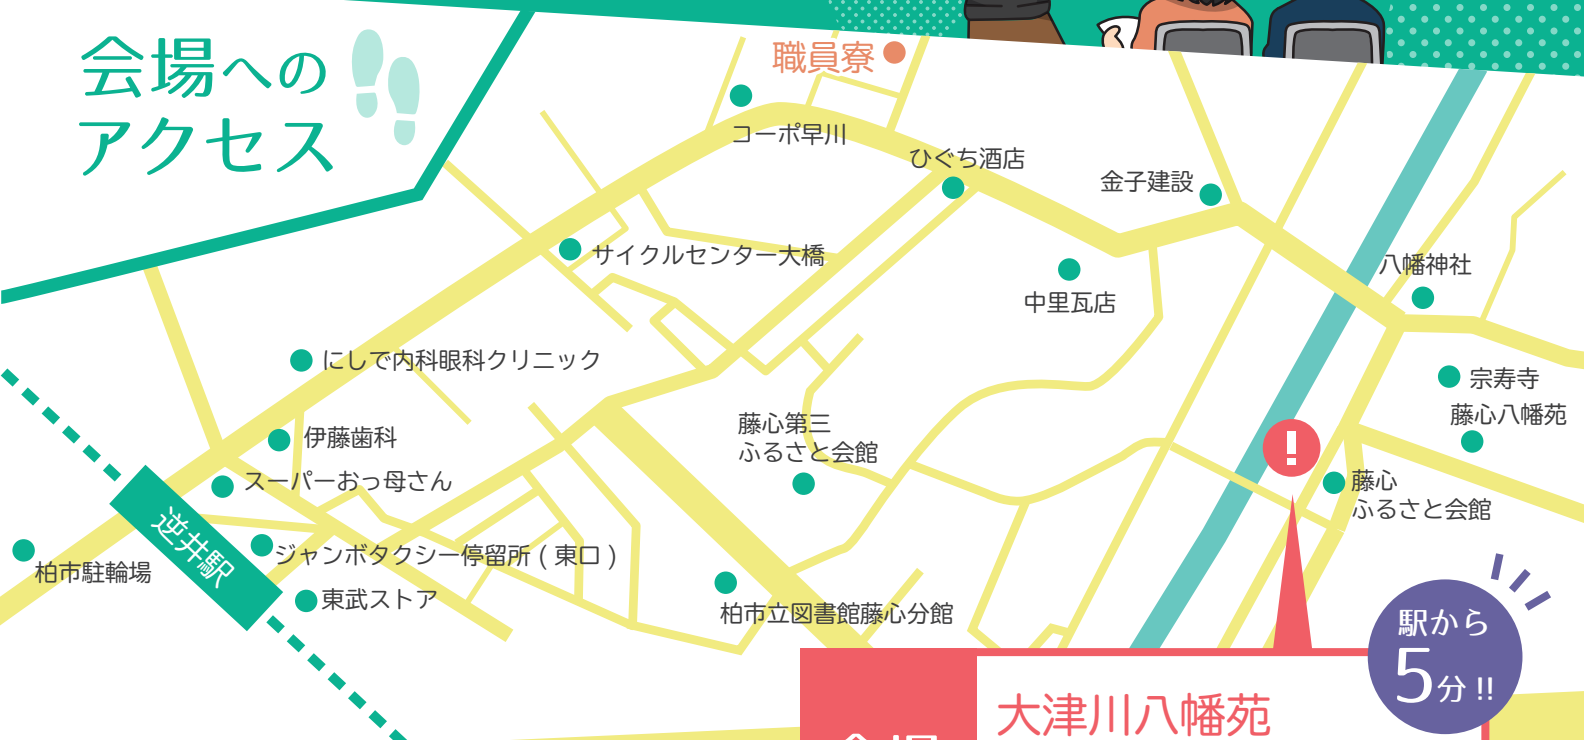 会場への
アクセス
職員寮
コーポ早川
ひぐち酒店
金子建設
サイクルセンター大橋
八幡神社
中里瓦店
にしで内科眼科クリニック
宗寿寺
藤心八幡苑
藤心第三
ふるさと会館
伊藤歯科
スーパーおっ母さん
!
藤心
ふるさと会館
逆井駅
ジャンボタクシー停留所 ( 東口 )
柏市駐輪場
東武ストア
柏市立図書館藤心分館
駅から
5分 !!
大津川八幡苑
会場